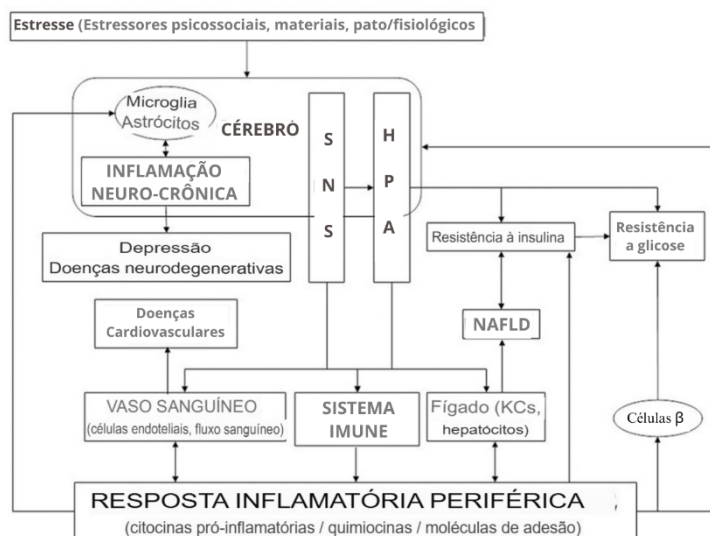 Estresse (Estressores psicossociais, materiais, pato/fisiológicos
Microglia
Astrócitos
CÉREBRO
S
N
S
H
P
A
INFLAMAÇÃO
NEURO-CRÔNICA
Depressão
Doenças neurodegenerativas
Resistência à insulina
Resistência
a glicose
Doenças
Cardiovasculares
NAFLD
VASO SANGUÍNEO
(células endoteliais, fluxo sanguíneo)
SISTEMA
IMUNE
Fígado (KCs,
hepatócitos)
Células β
RESPOSTA INFLAMATÓRIA PERIFÉRICA
(citocinas pró-inflamatórias / quimiocinas / moléculas de adesão)